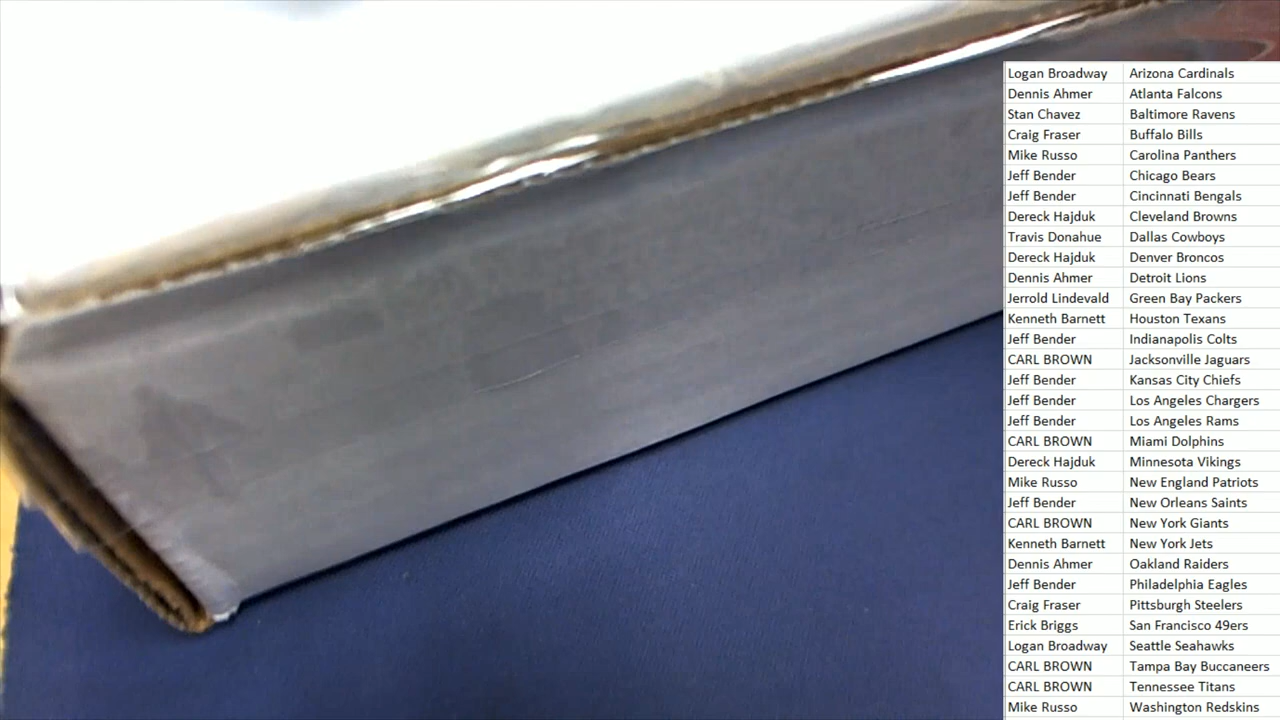 Logan Broadway Arizona Cardinals
Dennis Ahmer Atlanta Falcons
Stan Chavez Baltimore Ravens
Craig Fraser Buffalo Bills
Mike Russo Carolina Panthers
Jeff Bender Chicago Bears
Jeff Bender Cincinnati Bengals
Dereck Hajduk Cleveland Browns
Travis Donahue Dallas Cowboys
Dereck Hajduk Denver Broncos
Dennis Ahmer Detroit Lions
Jerrold Lindevald Green Bay Packers
Kenneth Barnett Houston Texans
Jeff Bender Indianapolis Colts
CARL BROWN Jacksonville Jaguars
Jeff Bender Kansas City Chiefs
Jeff Bender Los Angeles Chargers
Jeff Bender Los Angeles Rams
CARL BROWN Miami Dolphins
Dereck Hajduk Minnesota Vikings
Mike Russo New England Patriots
Jeff Bender New Orleans Saints
CARL BROWN New York Giants
Kenneth Barnett New York Jets
Dennis Ahmer Oakland Raiders
Jeff Bender Philadelphia Eagles
Craig Fraser Pittsburgh Steelers
Erick Briggs San Francisco 49ers
Logan Broadway Seattle Seahawks
CARL BROWN Tampa Bay Buccaneers
CARL BROWN Tennessee Titans
Mike Russo Washington Redskins